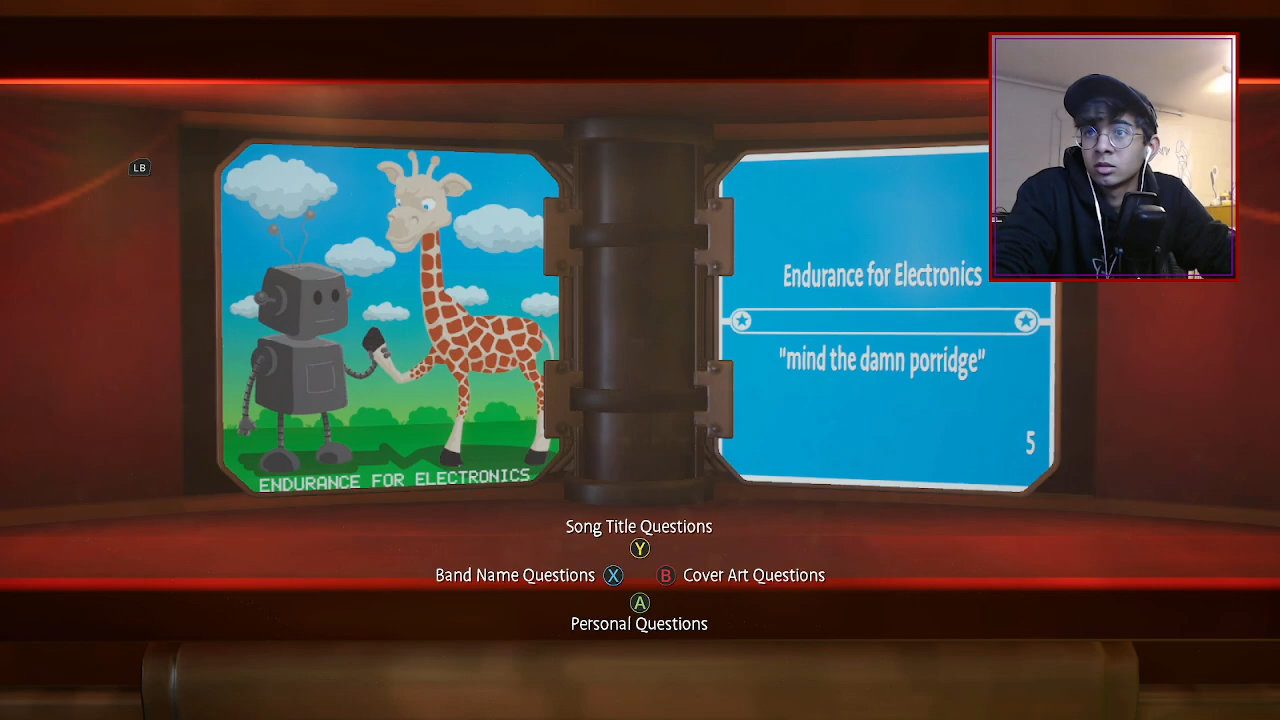 LB
ENDURANCE FOR ELECTRONICS
Endurance for Electronics
"mind the damn porridge"
5
Song Title Questions
Y
Band Name Questions X B Cover Art Questions
A
Personal Questions